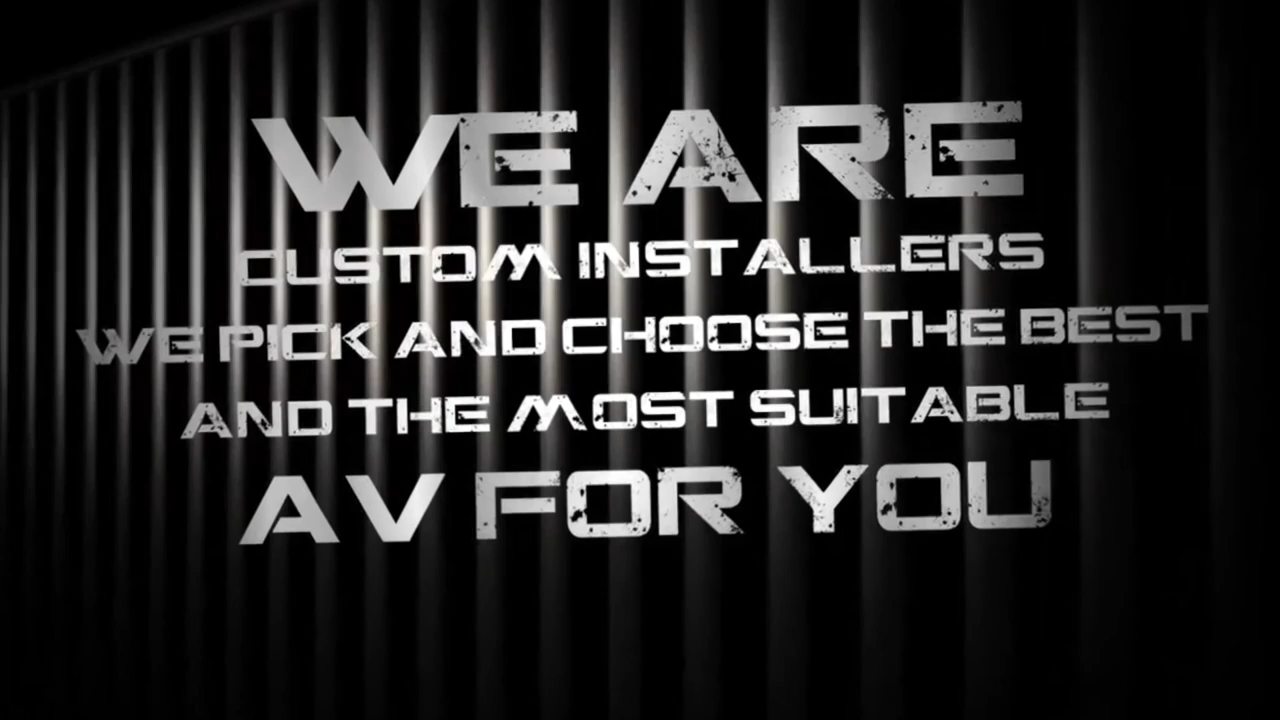 WE ARE
CUSTOM INSTALLERS
WE PICK AND CHOOSE THE BEST
AND THE MOST SUITABLE
AV FOR YOU